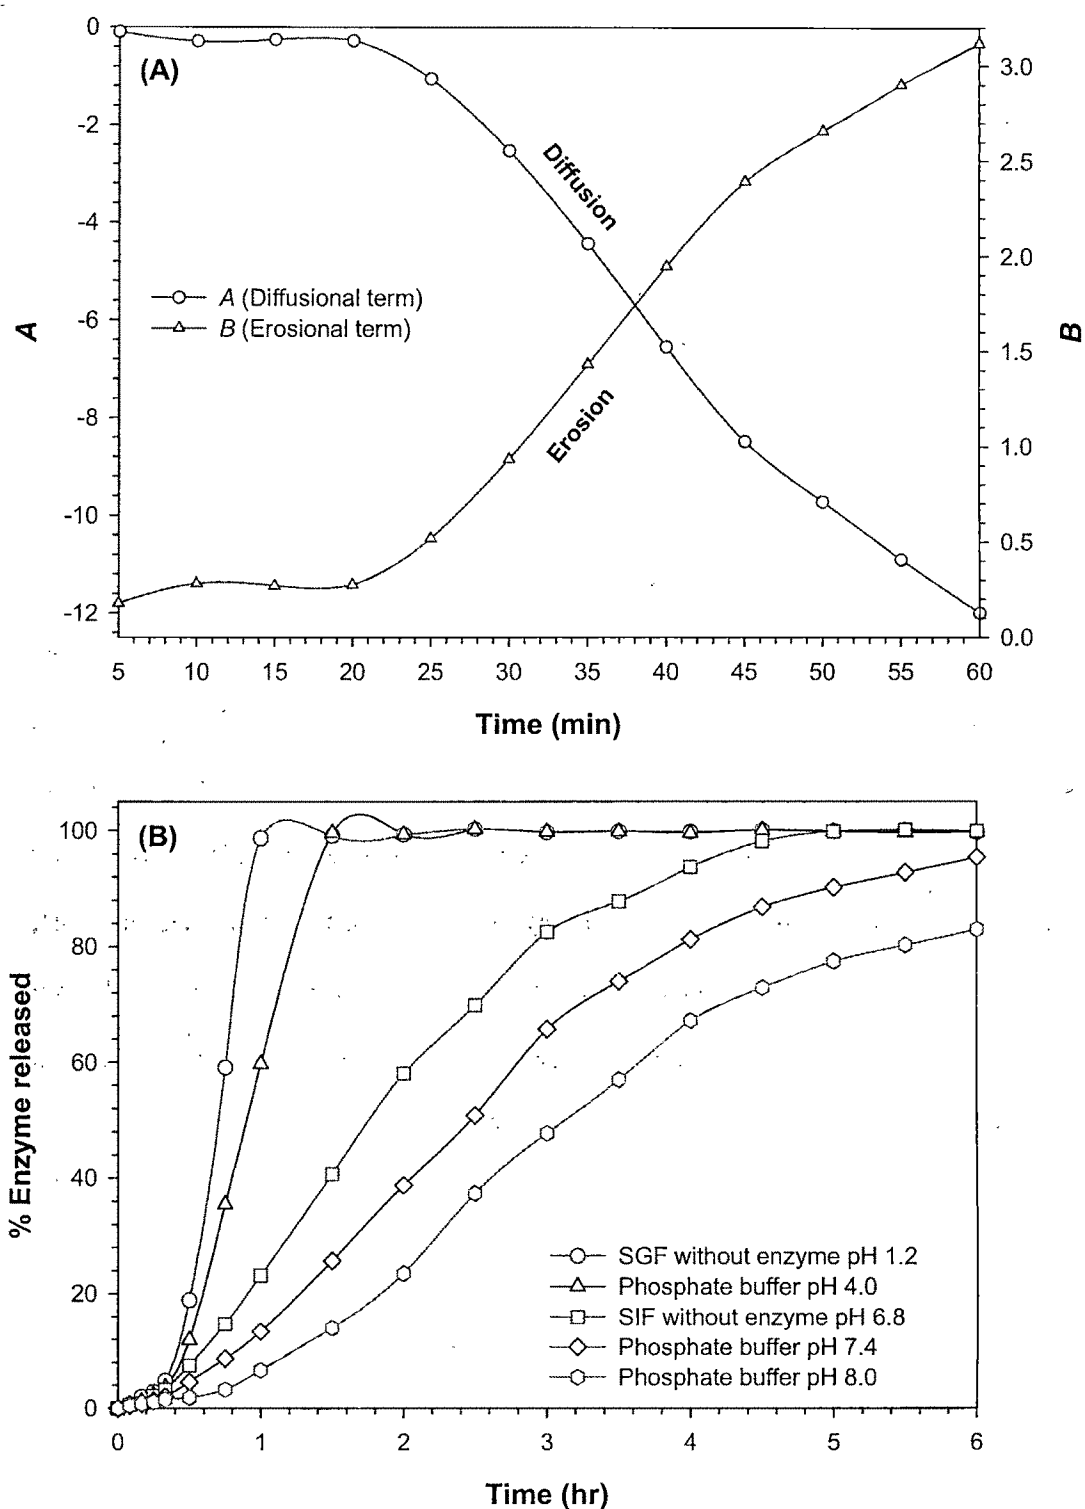 (A)
0
-2
-4
-6
-8
-10
-12
A
3.0
2.5
2.0
1.5
1.0
0.5
0.0
B
Diffusion
Erosion
A (Diffusional term)
B (Erosional term)
5 10 15 20 25 30 35 40 45 50 55 60
Time (min)
(B)
100
80
60
40
20
0
% Enzyme released
SGF without enzyme pH 1.2
Phosphate buffer pH 4.0
SIF without enzyme pH 6.8
Phosphate buffer pH 7.4
Phosphate buffer pH 8.0
0 1 2 3 4 5 6
Time (hr)